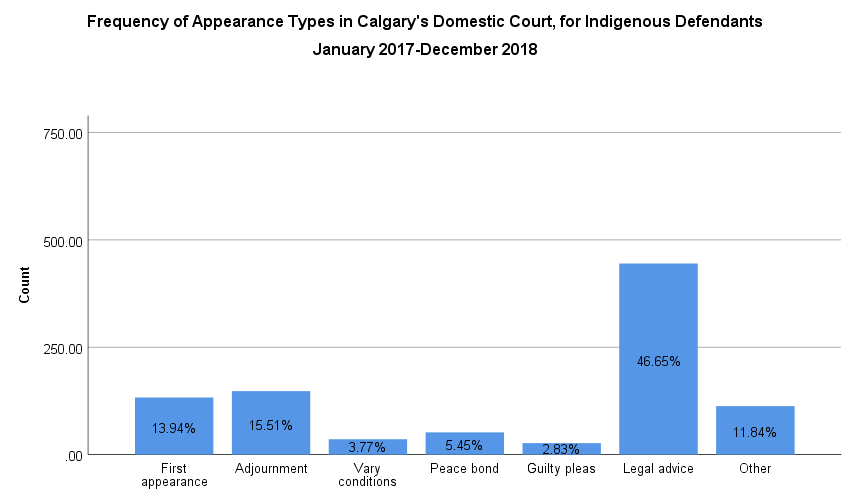 Frequency of Appearance Types in Calgary's Domestic Court, for Indigenous Defendants
January 2017-December 2018
750.00
500.00
250.00
.00
Count
13.94%
15.51%
3.77%
5.45%
2.83%
46.65%
11.84%
First
appearance
Adjournment
Vary
conditions
Peace bond
Guilty pleas
Legal advice
Other